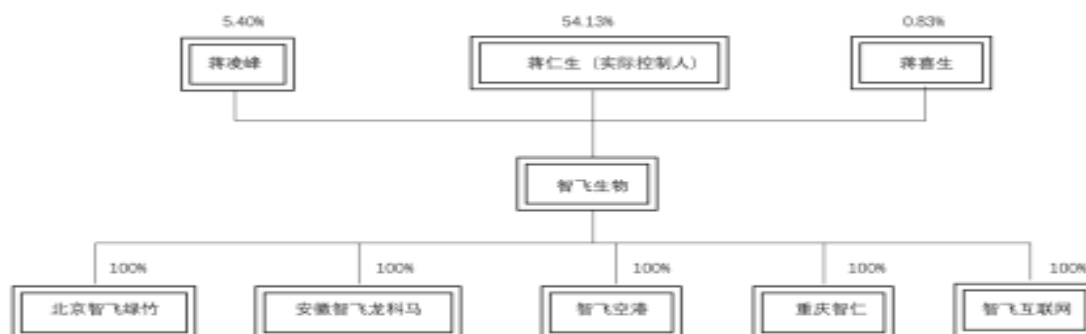 5.40% 54.13% 0.83%
蒋凌峰 蒋仁生（实际控制人） 蒋喜生
智飞生物
100% 100% 100% 100% 100%
北京智飞绿竹 安徽智飞龙科马 智飞空港 重庆智仁 智飞互联网